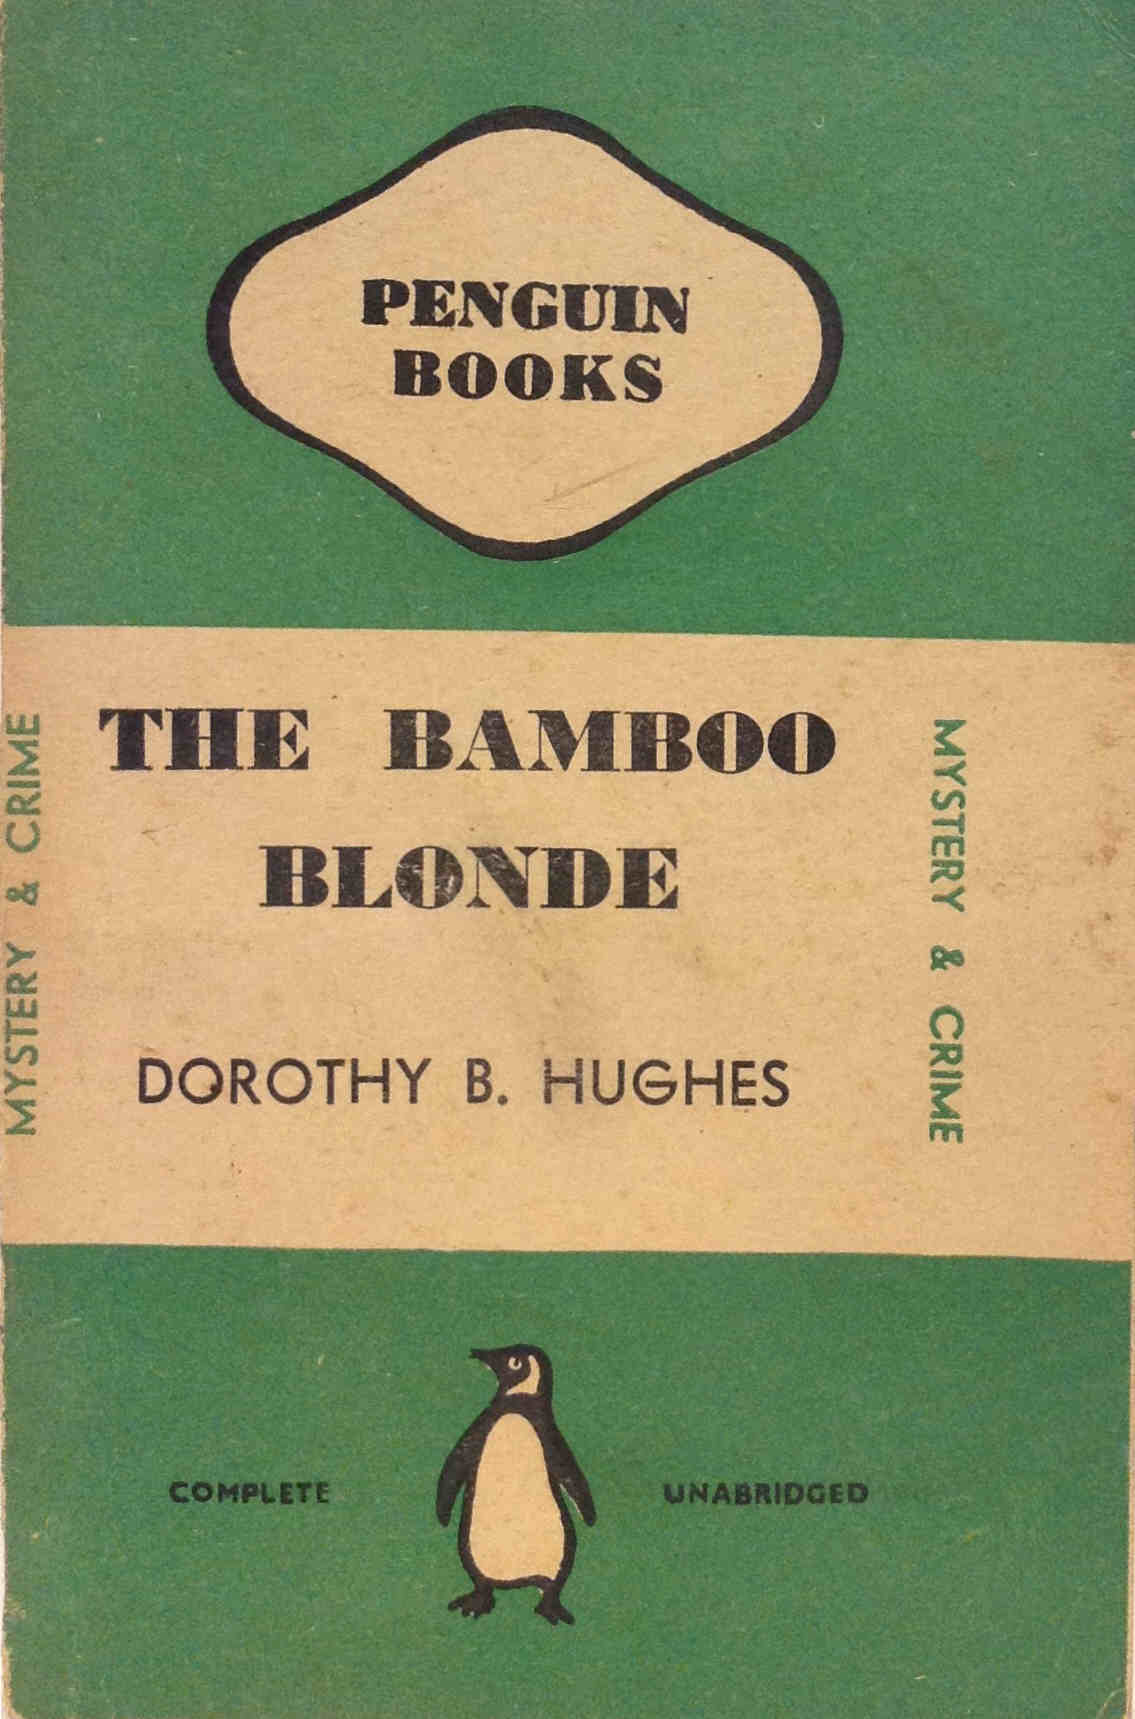 PENGUIN
BOOKS
THE BAMBOO
BLONDE
DOROTHY B. HUGHES
MYSTERY & CRIME
MYSTERY & CRIME
COMPLETE
UNABRIDGED